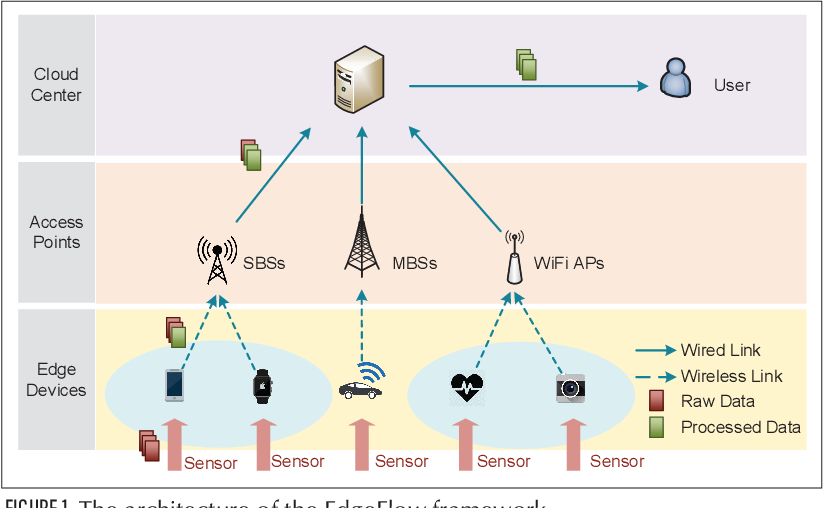 Cloud
Center
User
Access
Points
SBSs
MBSs
WiFi APs
Edge
Devices
Wired Link
Wireless Link
Raw Data
Processed Data
Sensor
Sensor
Sensor
Sensor
Sensor
FIGURE 1. The architecture of the EdgeFlow framework